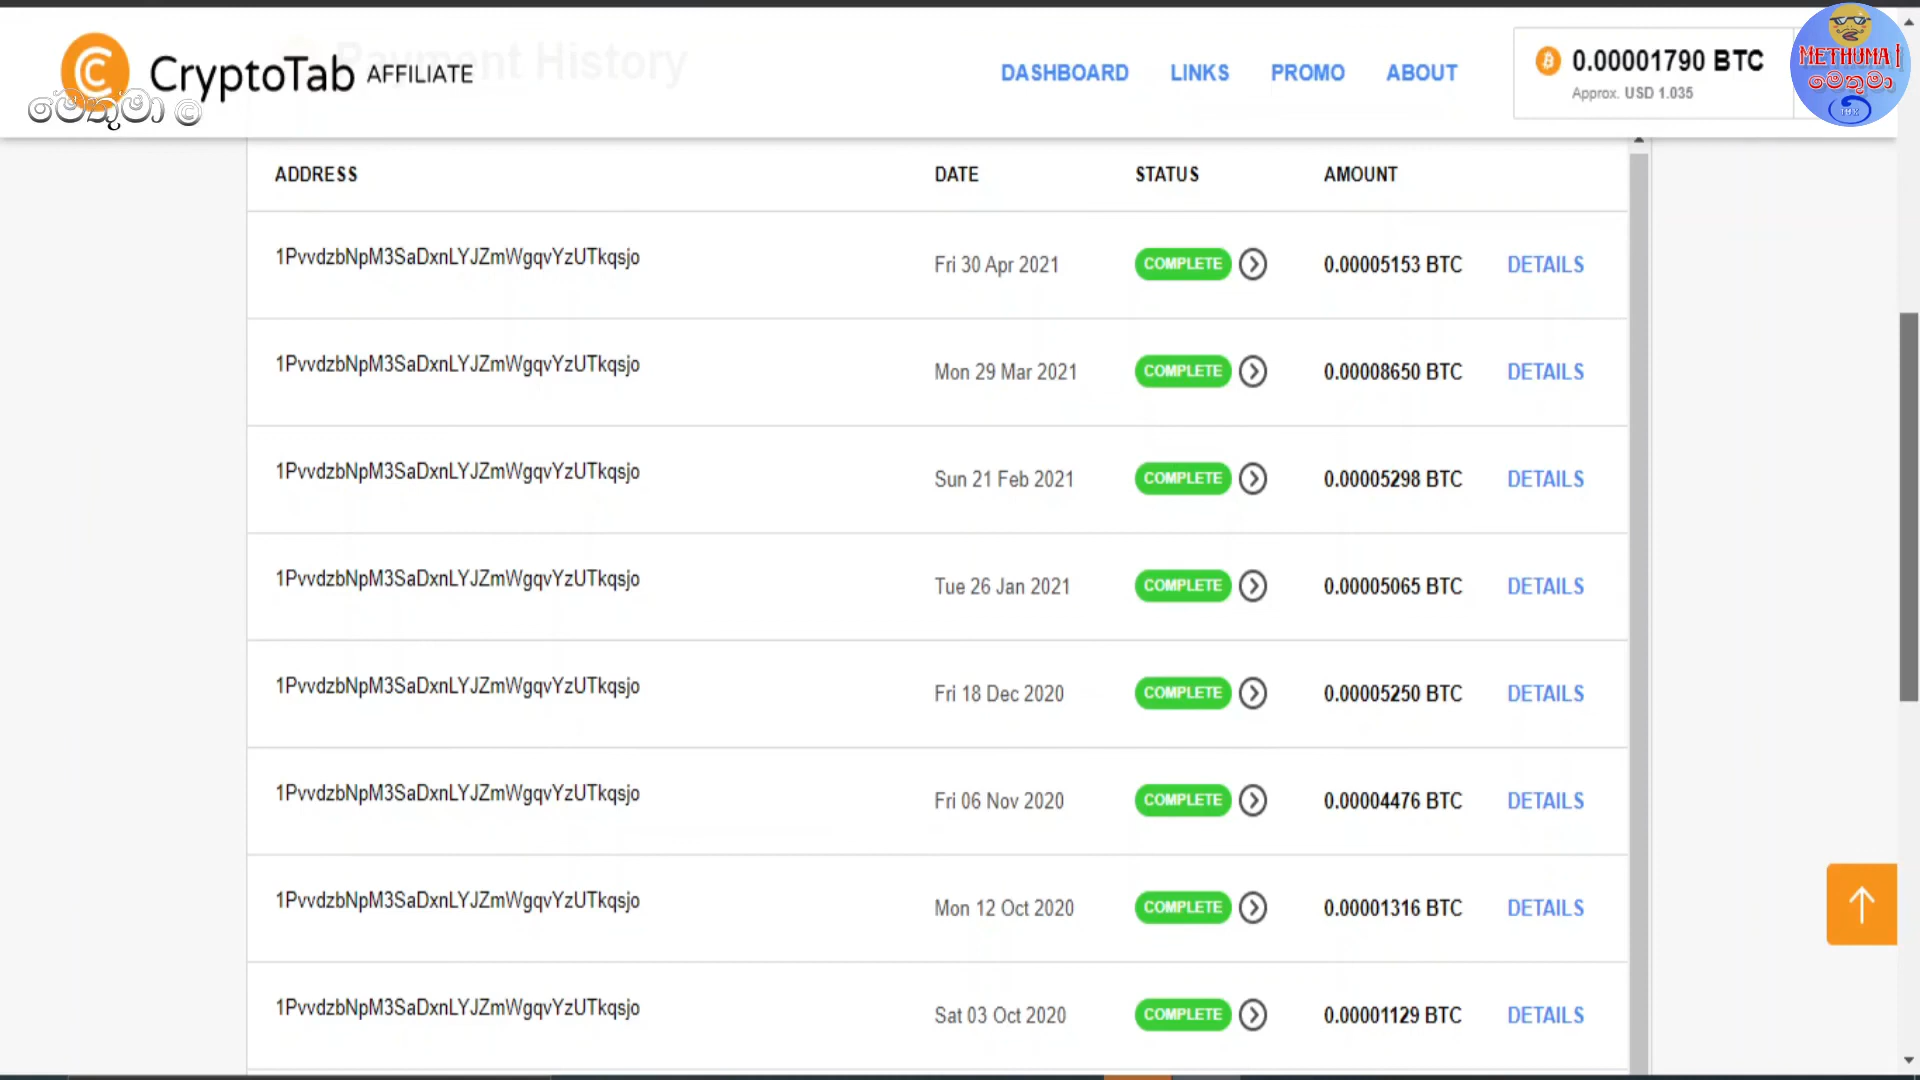 Payment History
CryptoTab AFFILIATE
මෙතුමා ©
DASHBOARD LINKS PROMO ABOUT
0.00001790 BTC
Approx. USD 1.035
METHUMA
මෙතුමා
ADDRESS DATE STATUS AMOUNT
1PvvdzbNpM3SaDxnLYJZmWgqvYzUTkqsjo Fri 30 Apr 2021 COMPLETE 0.00005153 BTC DETAILS
1PvvdzbNpM3SaDxnLYJZmWgqvYzUTkqsjo Mon 29 Mar 2021 COMPLETE 0.00008650 BTC DETAILS
1PvvdzbNpM3SaDxnLYJZmWgqvYzUTkqsjo Sun 21 Feb 2021 COMPLETE 0.00005298 BTC DETAILS
1PvvdzbNpM3SaDxnLYJZmWgqvYzUTkqsjo Tue 26 Jan 2021 COMPLETE 0.00005065 BTC DETAILS
1PvvdzbNpM3SaDxnLYJZmWgqvYzUTkqsjo Fri 18 Dec 2020 COMPLETE 0.00005250 BTC DETAILS
1PvvdzbNpM3SaDxnLYJZmWgqvYzUTkqsjo Fri 06 Nov 2020 COMPLETE 0.00004476 BTC DETAILS
1PvvdzbNpM3SaDxnLYJZmWgqvYzUTkqsjo Mon 12 Oct 2020 COMPLETE 0.00001316 BTC DETAILS
1PvvdzbNpM3SaDxnLYJZmWgqvYzUTkqsjo Sat 03 Oct 2020 COMPLETE 0.00001129 BTC DETAILS